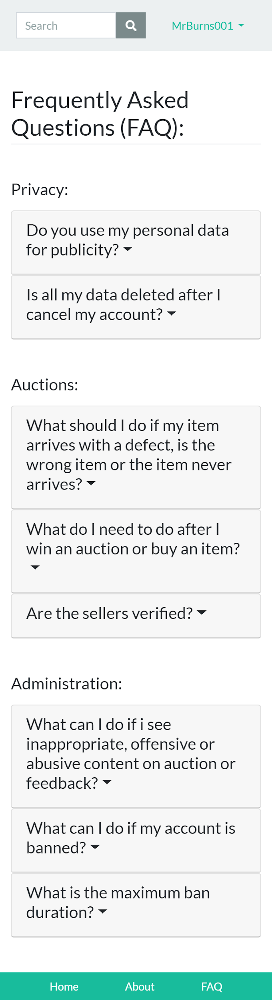 Search
MrBurns001
Frequently Asked
Questions (FAQ):
Privacy:
Do you use my personal data
for publicity?
Is all my data deleted after I
cancel my account?
Auctions:
What should I do if my item
arrives with a defect, is the
wrong item or the item never
arrives?
What do I need to do after I
win an auction or buy an item?
Are the sellers verified?
Administration:
What can I do if i see
inappropriate, offensive or
abusive content on auction or
feedback?
What can I do if my account is
banned?
What is the maximum ban
duration?
Home About FAQ